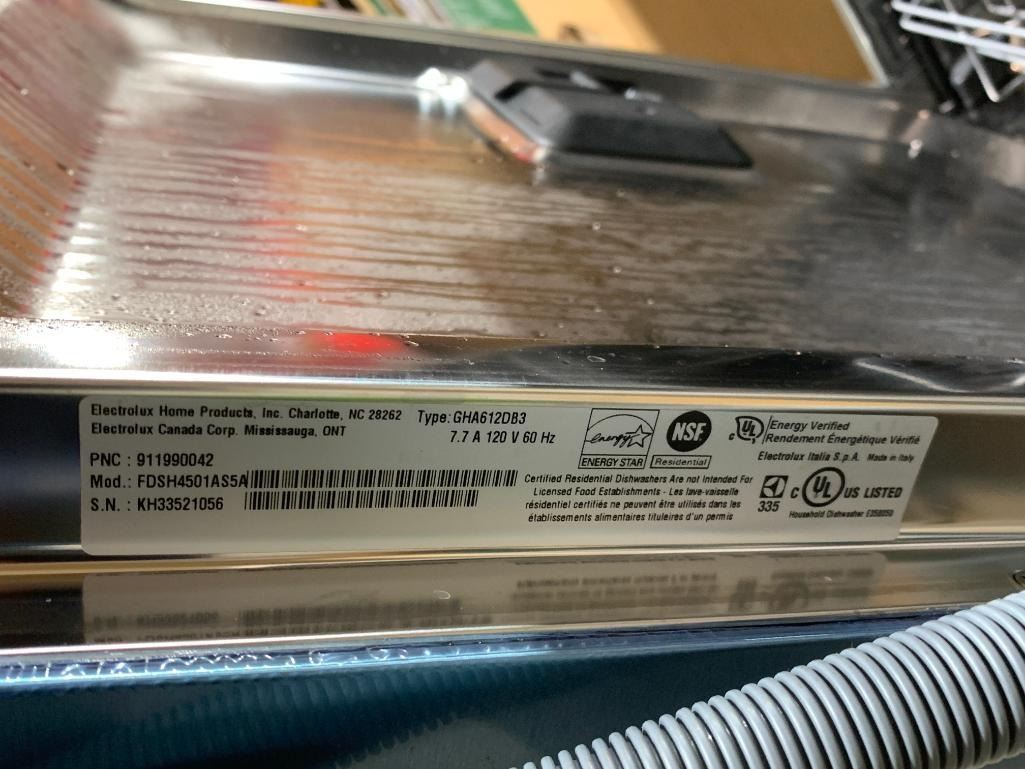 Electrolux Home Products, Inc. Charlotte, NC 28262
Electrolux Canada Corp. Mississauga, ONT
PNC : 911990042
Mod.: FDSH4501AS5A
S.N. : KH33521056
Type: GHA612DB3
7.7 A 120 V 60 Hz
energy
ENERGY STAR
NSF
Residential
Certified Residential Dishwashers Are not Intended For
Licensed Food Establishments - Les lave-vaisselle
résidentiel certifiés ne peuvent être utilisés dans des
établissements alimentaires tituleires d'un permis
c UL Energy Verified
Rendement Énergétique Vérifié
Electrolux Italia S.p.A. Made in Italy
335
C UL US LISTED
Household Dishwasher E358050